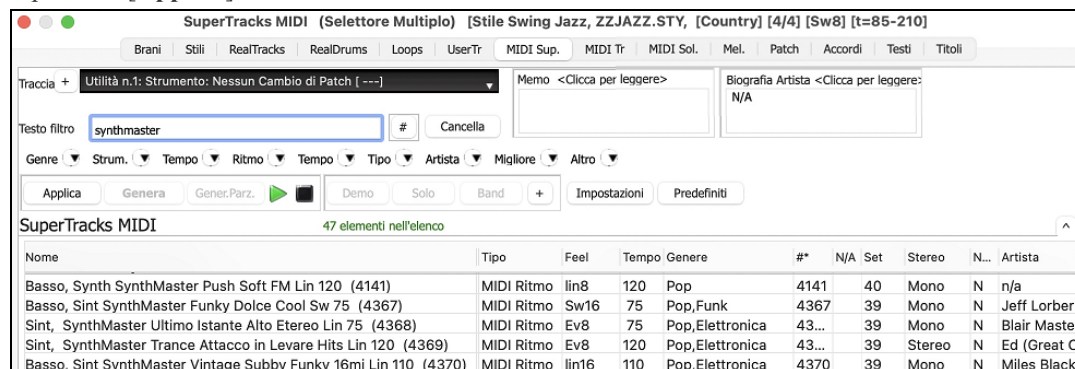 SuperTracks MIDI (Selettore Multiplo) [Stile Swing Jazz, ZZJAZZ.STY, [Country] [4/4] [Sw8] [t=85-210]
Brani Stili RealTracks RealDrums Loops UserTr MIDI Sup. MIDI Tr MIDI Sol. Mel. Patch Accordi Testi Titoli
Traccia + Utilità n.1: Strumento: Nessun Cambio di Patch [ ---] Memo <Clicca per leggere> Biografia Artista <Clicca per leggere>
N/A
Testo filtro synthmaster # Cancella
Genre Strum. Tempo Ritmo Tempo Tipo Artista Migliore Altro
Applica Genera Gener.Parz. Demo Solo Band + Impostazioni Predefiniti
SuperTracks MIDI 47 elementi nell'elenco ^
Nome Tipo Feel Tempo Genere #* N/A Set Stereo N... Artista
Basso, Synth SynthMaster Push Soft FM Lin 120 (4141) MIDI Ritmo lin8 120 Pop 4141 40 Mono N n/a
Basso, Sint SynthMaster Funky Dolce Cool Sw 75 (4367) MIDI Ritmo Sw16 75 Pop,Funk 4367 39 Mono N Jeff Lorber
Sint, SynthMaster Ultimo Istante Alto Etereo Lin 75 (4368) MIDI Ritmo Ev8 75 Pop,Elettronica 43... 39 Mono N Blair Maste
Sint, SynthMaster Trance Attacco in Levare Hits Lin 120 (4369) MIDI Ritmo Ev8 120 Pop,Elettronica 43... 39 Stereo N Ed (Great C
Basso, Sint SynthMaster Vintage Subby Funky 16mi Lin 110 (4370) MIDI Ritmo lin16 110 Pop,Elettronica 4370 39 Mono N Miles Black